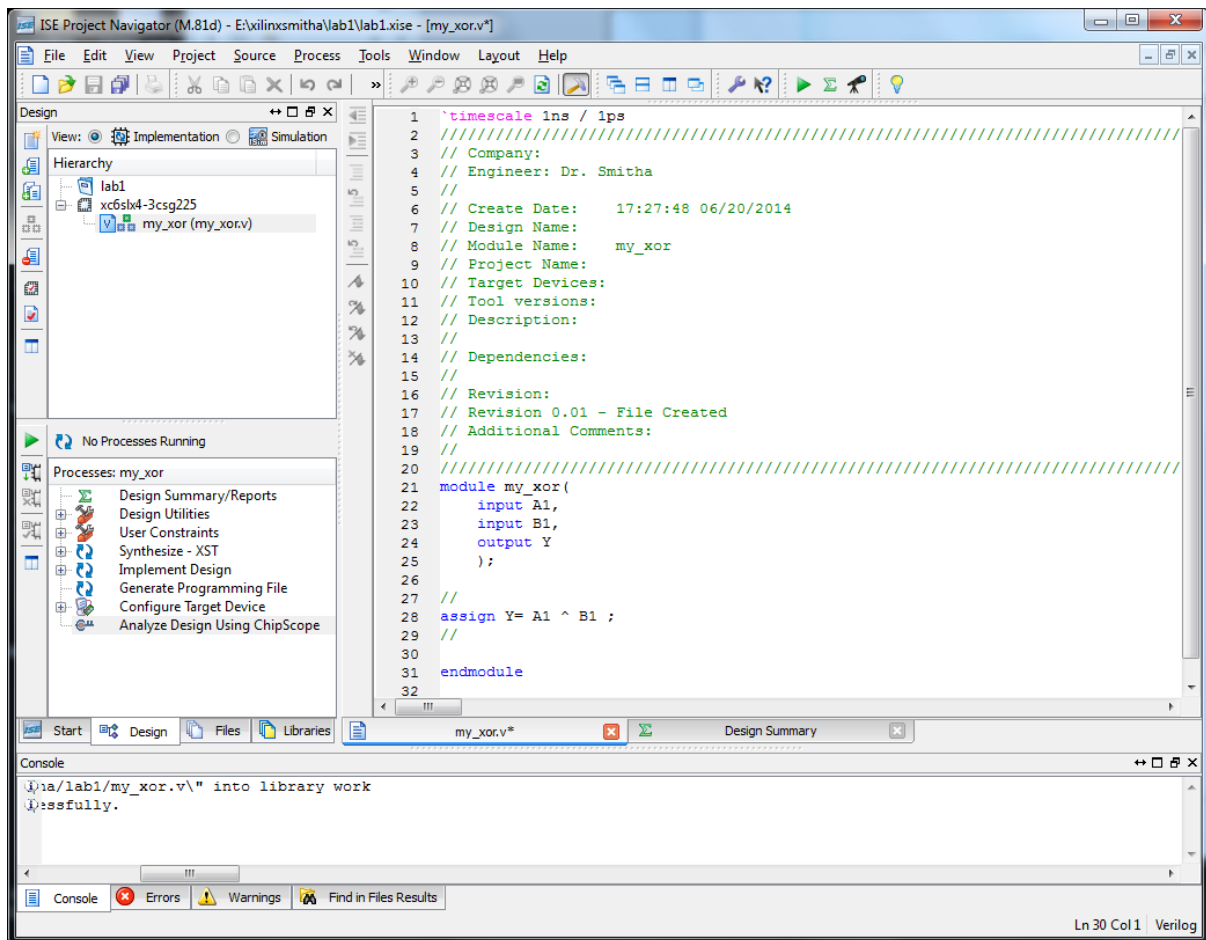 ISE Project Navigator (M.81d) - E:\xilinxsmitha\lab1\lab1.xise - [my_xor.v*]
File Edit View Project Source Process Tools Window Layout Help
»
Design
View: Implementation Simulation
Hierarchy
lab1
xc6slx4-3csg225
V my_xor (my_xor.v)
No Processes Running
Processes: my_xor
Design Summary/Reports
Design Utilities
User Constraints
Synthesize - XST
Implement Design
Generate Programming File
Configure Target Device
Analyze Design Using ChipScope
Start Design Files Libraries
1 `timescale 1ns / 1ps
2 ////////////////////////////////////////////////////////////////////////////////
3 // Company:
4 // Engineer: Dr. Smitha
5 //
6 // Create Date:    17:27:48 06/20/2014
7 // Design Name:
8 // Module Name:    my_xor
9 // Project Name:
10 // Target Devices:
11 // Tool versions:
12 // Description:
13 //
14 // Dependencies:
15 //
16 // Revision:
17 // Revision 0.01 - File Created
18 // Additional Comments:
19 //
20 ////////////////////////////////////////////////////////////////////////////////
21 module my_xor(
22     input A1,
23     input B1,
24     output Y
25     );
26
27 //
28 assign Y= A1 ^ B1 ;
29 //
30
31 endmodule
32
my_xor.v* Design Summary
Console
na/lab1/my_xor.v\" into library work
essfully.
Console Errors Warnings Find in Files Results
Ln 30 Col 1 Verilog